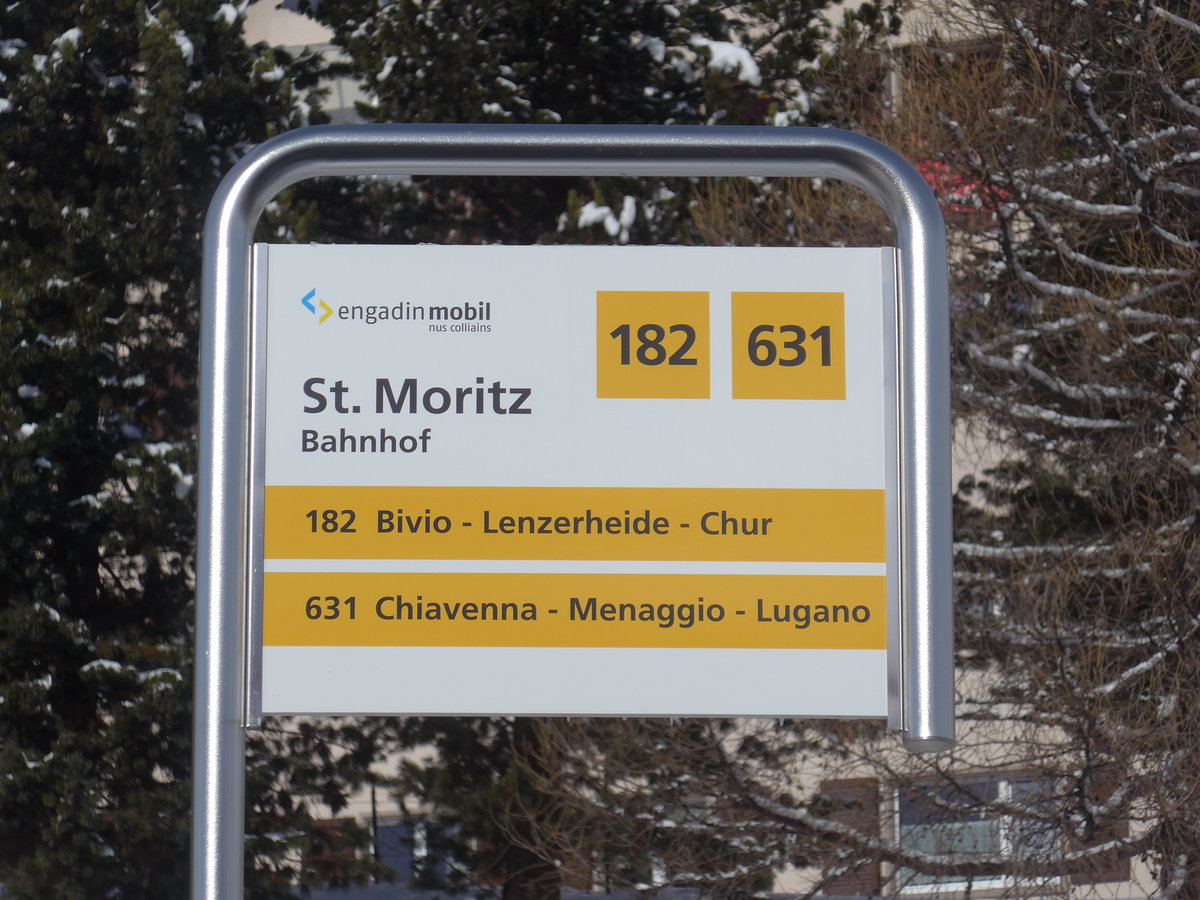 engadin mobil
nus colliains
182 631
St. Moritz
Bahnhof
182 Bivio - Lenzerheide - Chur
631 Chiavenna - Menaggio - Lugano